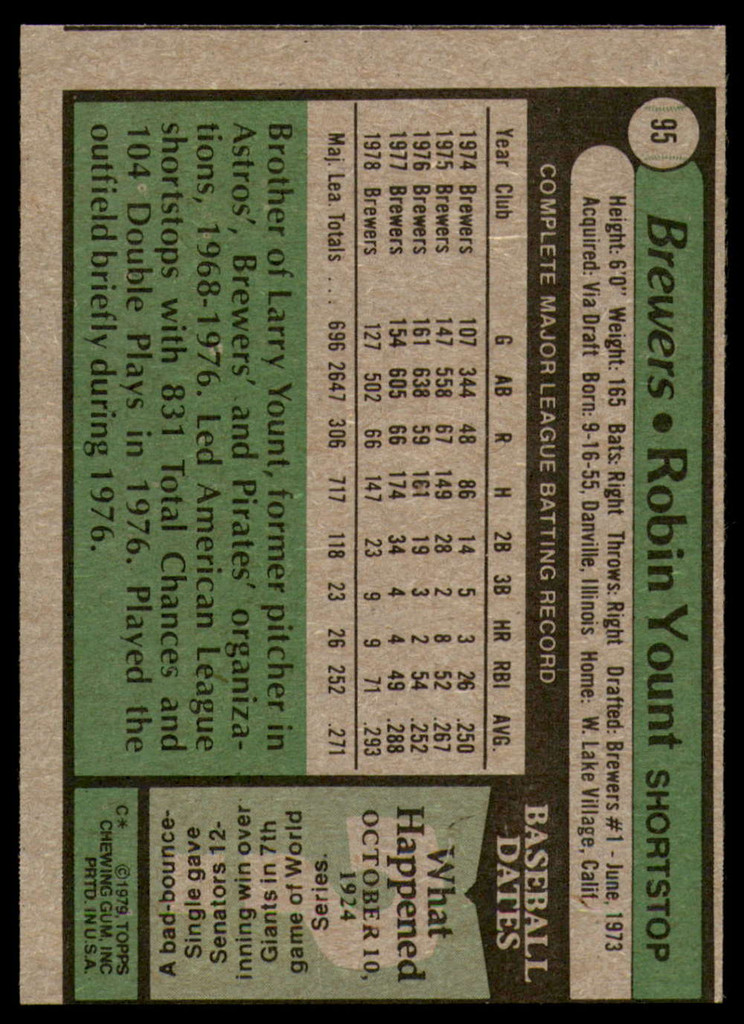 95
Brewers • Robin Yount SHORTSTOP
Height: 6'0" Weight: 165 Bats: Right Throws: Right Drafted: Brewers #1 - June, 1973
Acquired: Via Draft Born: 9-16-55, Danville, Illinois Home: W. Lake Village, Calif.
COMPLETE MAJOR LEAGUE BATTING RECORD
Year Club G AB R H 2B 3B HR RBI AVG.
1974 Brewers 107 344 48 86 14 5 3 26 .250
1975 Brewers 147 558 67 149 28 2 8 52 .267
1976 Brewers 161 638 59 161 19 3 2 54 .252
1977 Brewers 154 605 66 174 34 4 4 49 .288
1978 Brewers 127 502 66 147 23 9 9 71 .293
Maj. Lea. Totals .... 696 2647 306 717 118 23 26 252 .271
Brother of Larry Yount, former pitcher in
Astros', Brewers' and Pirates' organiza-
tions, 1968-1976. Led American League
shortstops with 831 Total Chances and
104 Double Plays in 1976. Played the
outfield briefly during 1976.
BASEBALL
DATES
What
Happened
OCTOBER 10,
1924
A bad-bounce-
Single gave
Senators 12-
inning win over
Giants in 7th
game of World
Series.
C* ©1979, TOPPS
CHEWING GUM, INC
PRTD. IN U.S.A.